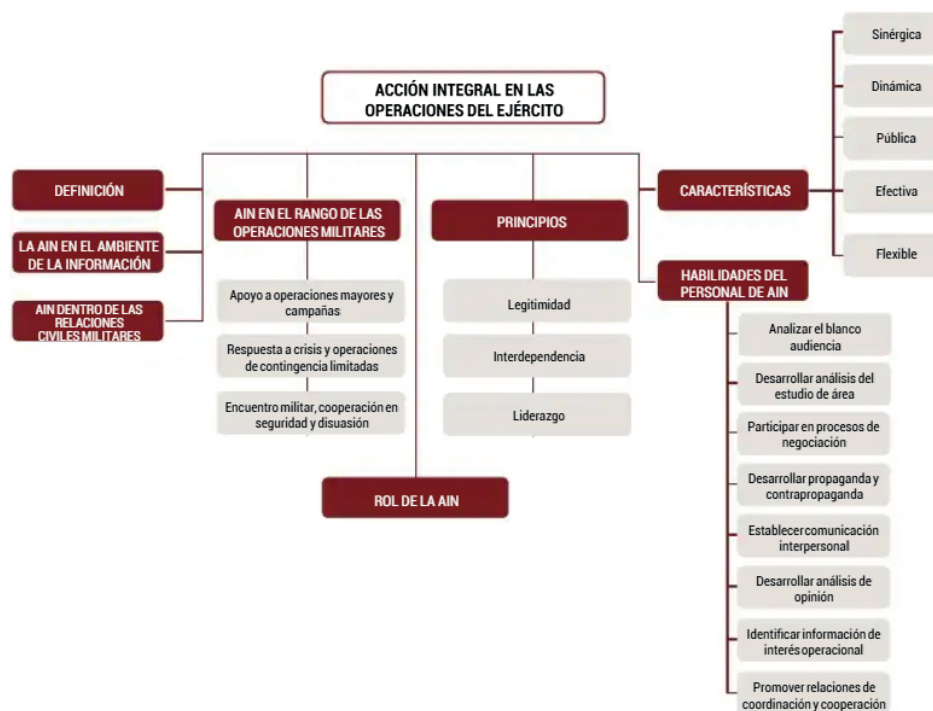 ACCIÓN INTEGRAL EN LAS
OPERACIONES DEL EJÉRCITO
DEFINICIÓN
LA AIN EN EL AMBIENTE
DE LA INFORMACIÓN
AIN DENTRO DE LAS
RELACIONES
CIVILES MILITARES
AIN EN EL RANGO DE LAS
OPERACIONES MILITARES
Apoyo a operaciones mayores y
campañas
Respuesta a crisis y operaciones
de contingencia limitadas
Encuentro militar, cooperación en
seguridad y disuasión
ROL DE LA AIN
PRINCIPIOS
Legitimidad
Interdependencia
Liderazgo
CARACTERÍSTICAS
Sinérgica
Dinámica
Pública
Efectiva
Flexible
HABILIDADES DEL
PERSONAL DE AIN
Analizar el blanco
audiencia
Desarrollar análisis del
estudio de área
Participar en procesos de
negociación
Desarrollar propaganda y
contrapropaganda
Establecer comunicación
interpersonal
Desarrollar análisis de
opinión
Identificar información de
interés operacional
Promover relaciones de
coordinación y cooperación